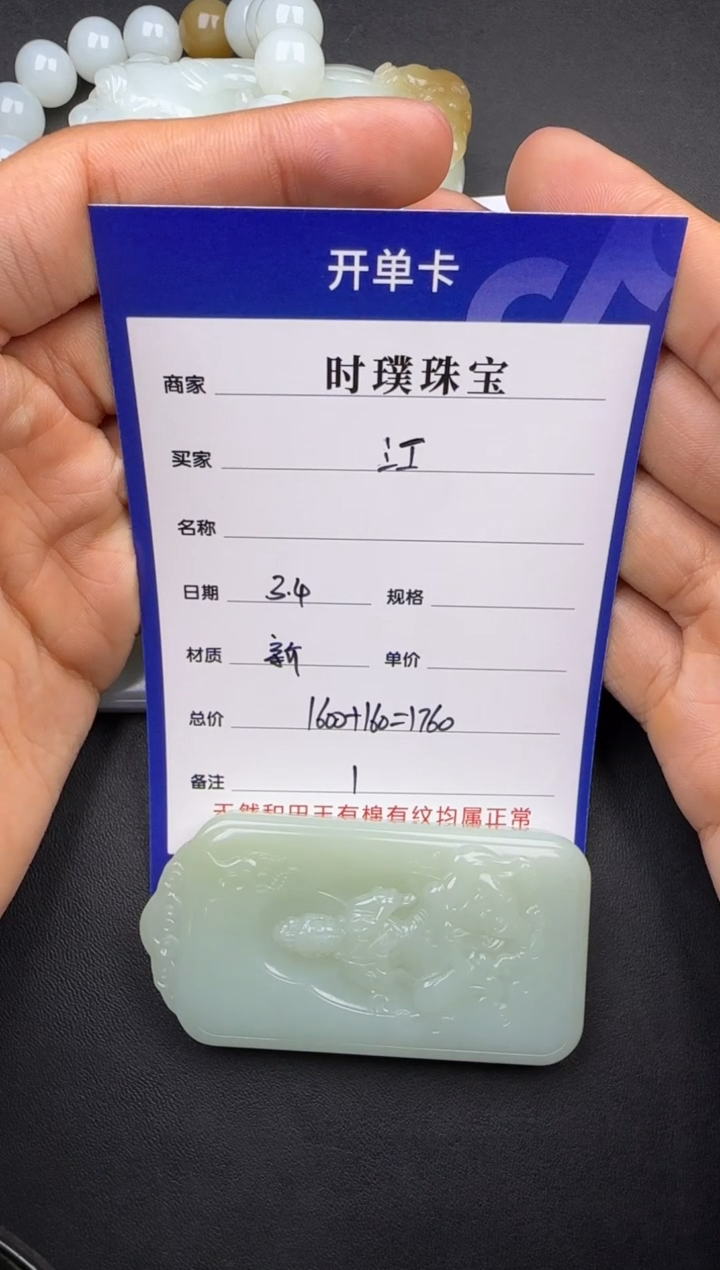 开单卡
商家 时璞珠宝
买家 江
名称
日期 3.4 规格
材质 新 单价
总价 1600+160=1760
备注 1
天然和田玉有棉有纹均属正常